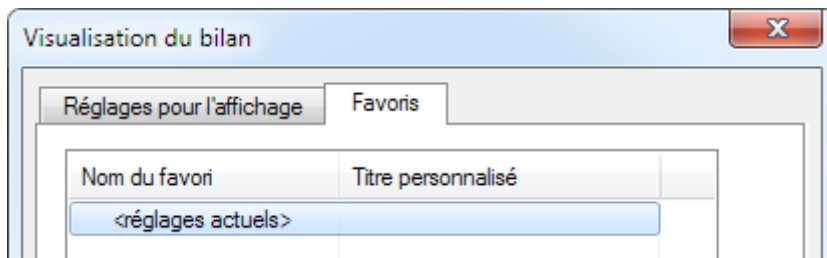 Visualisation du bilan
Réglages pour l'affichage Favoris
Nom du favori Titre personnalisé
<réglages actuels>